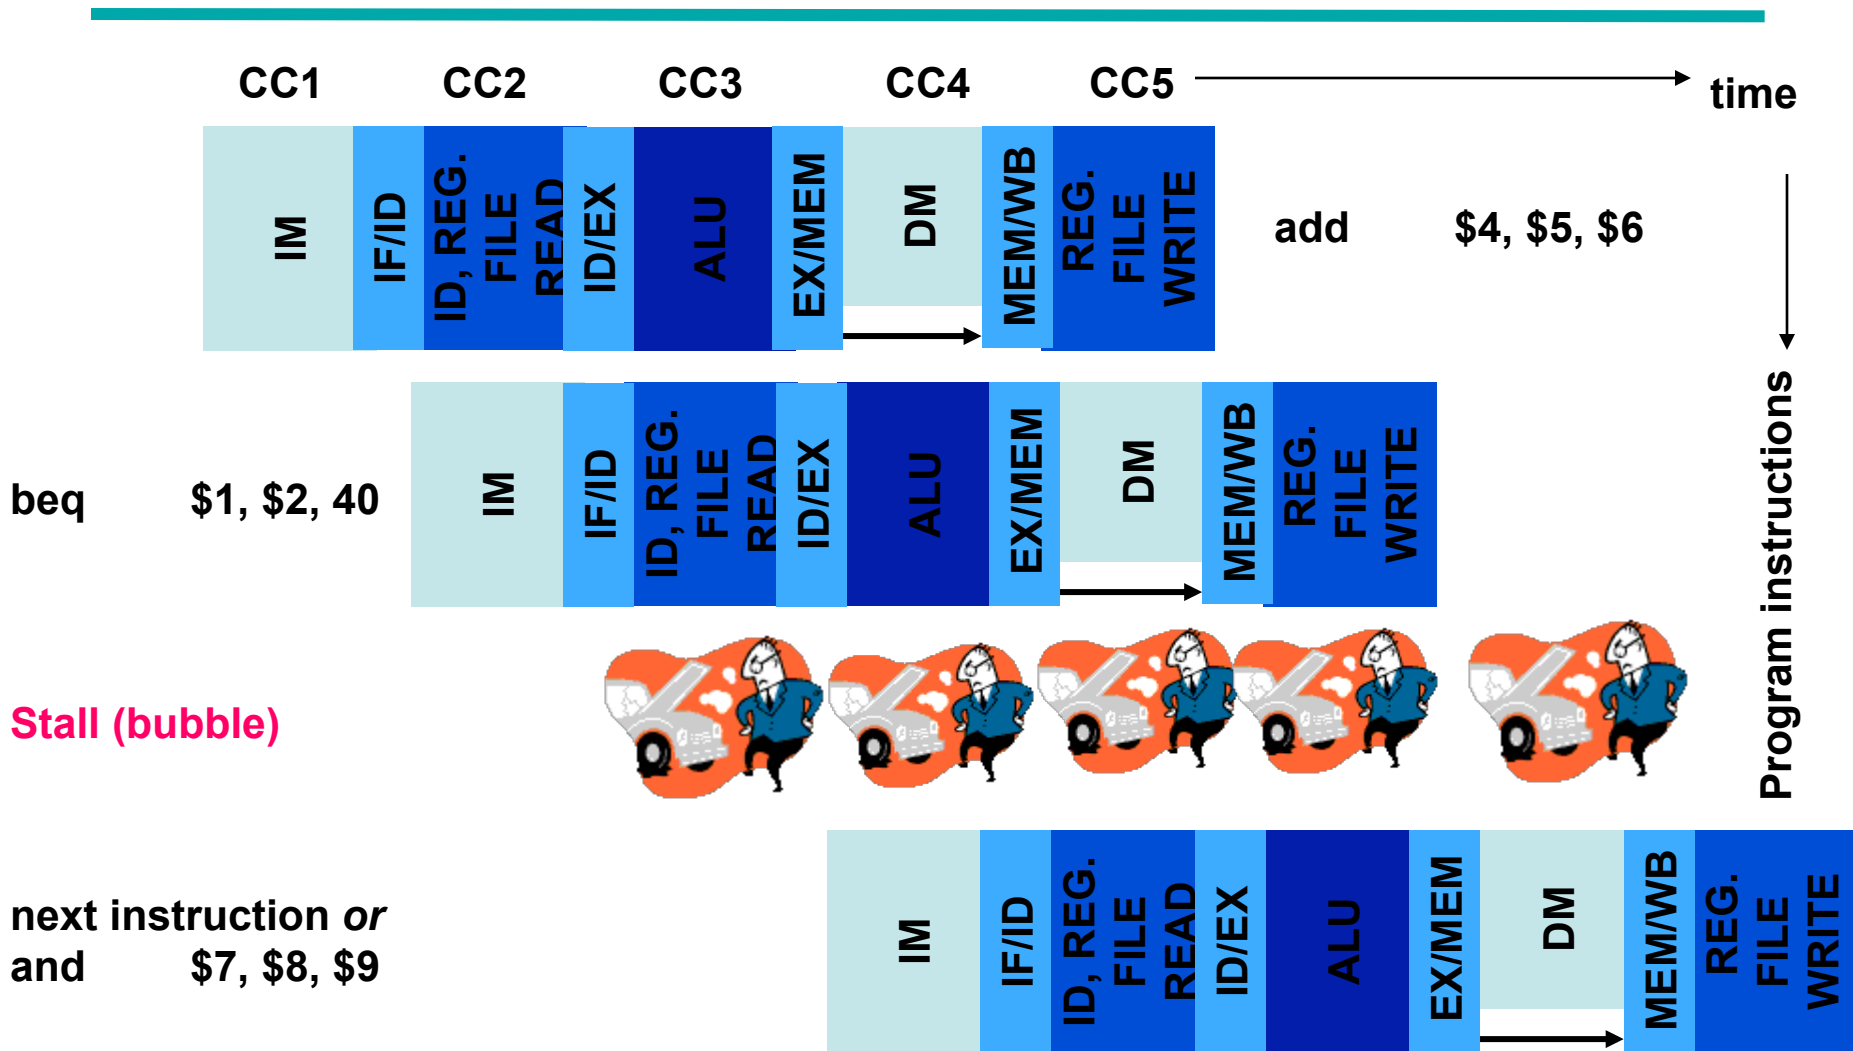 CC1 CC2 CC3 CC4 CC5 time
IM
IF/ID
ID, REG.
FILE
READ
ID/EX
ALU
EX/MEM
DM
MEM/WB
REG.
FILE
WRITE
add $4, $5, $6
Program instructions
beq $1, $2, 40
IM
IF/ID
ID, REG.
FILE
READ
ID/EX
ALU
EX/MEM
DM
MEM/WB
REG.
FILE
WRITE
Stall (bubble)
next instruction or
and $7, $8, $9
IM
IF/ID
ID, REG.
FILE
READ
ID/EX
ALU
EX/MEM
DM
MEM/WB
REG.
FILE
WRITE